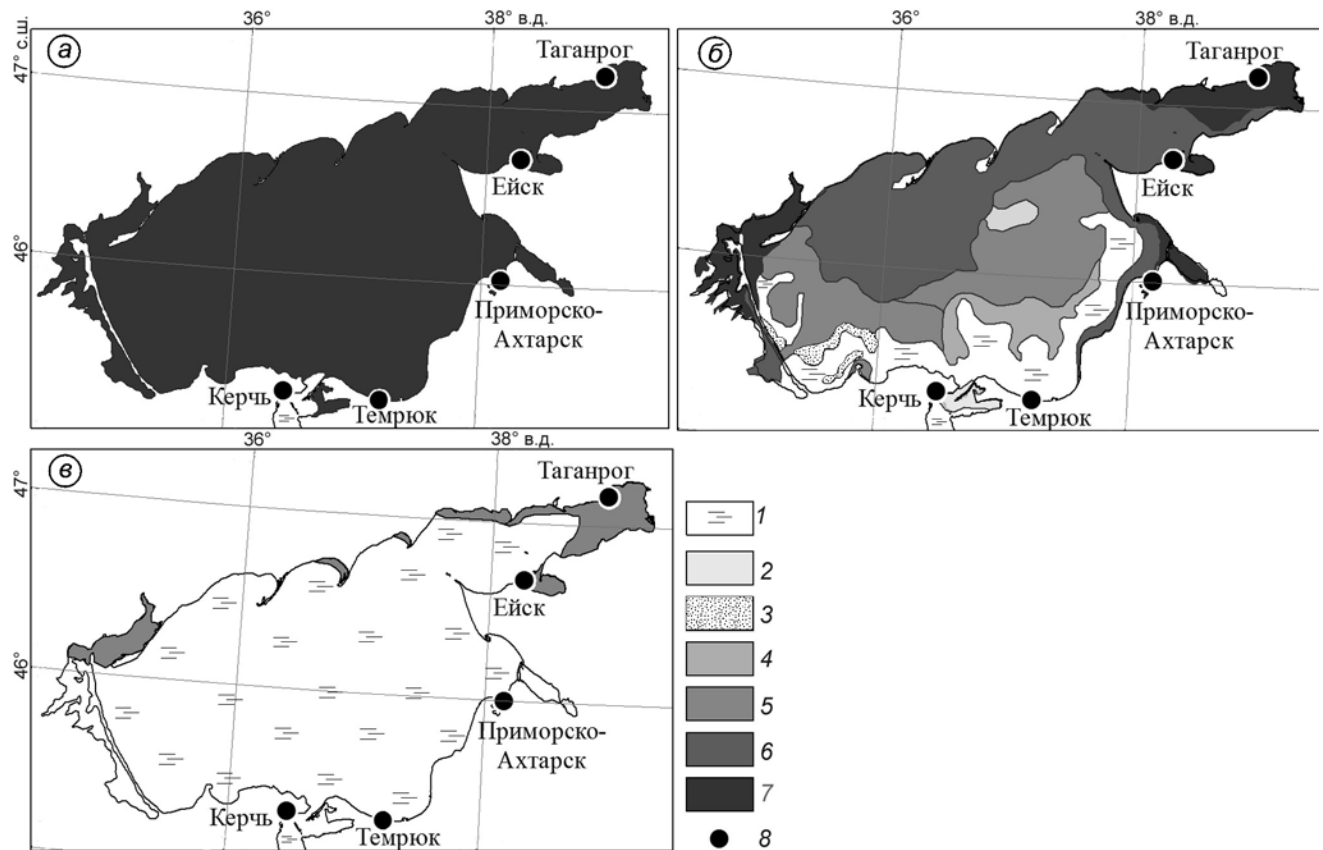 36°
38° в.д.
36°
38° в.д.
47° с.ш.
46°
а
Таганрог
Ейск
Приморско-
Ахтарск
Керчь
Темрюк
б
Таганрог
Ейск
Приморско-
Ахтарск
Керчь
Темрюк
36°
38° в.д.
47°
46°
в
Таганрог
Ейск
Приморско-
Ахтарск
Керчь
Темрюк
1
2
3
4
5
6
7
8